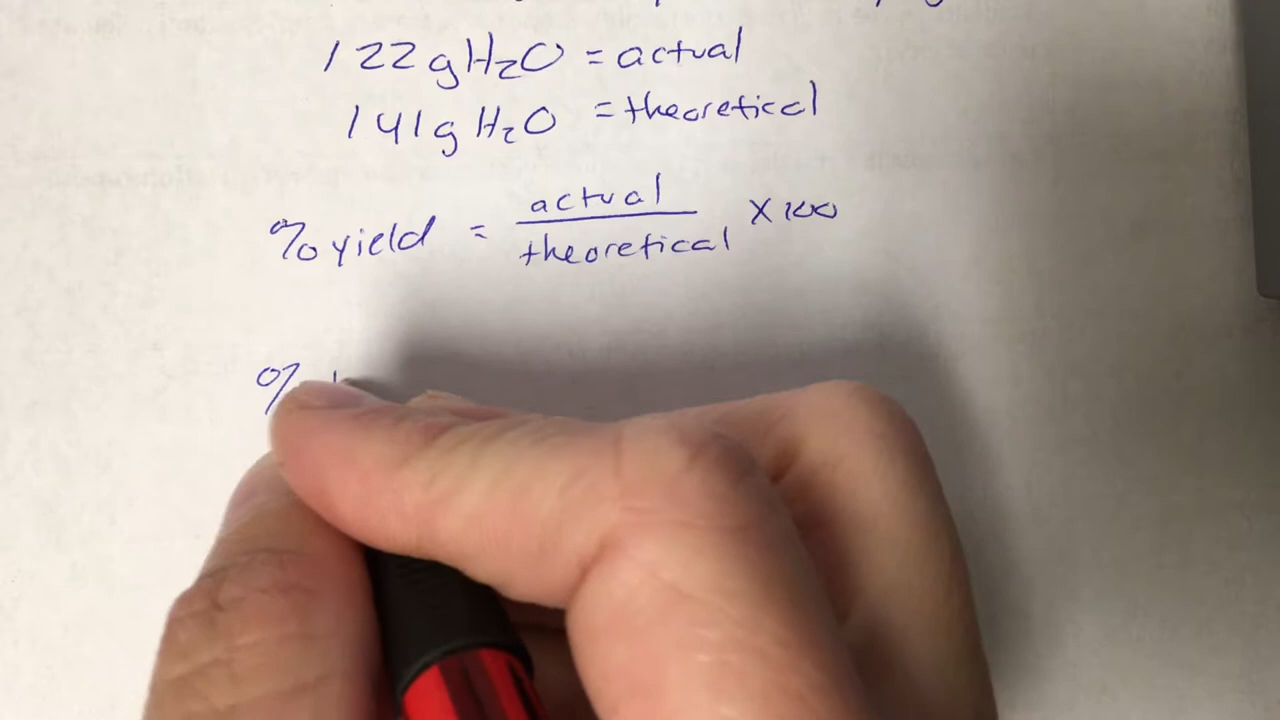 122 g H₂O = actual
141 g H₂O = theoretical
% yield = actual / theoretical × 100
%